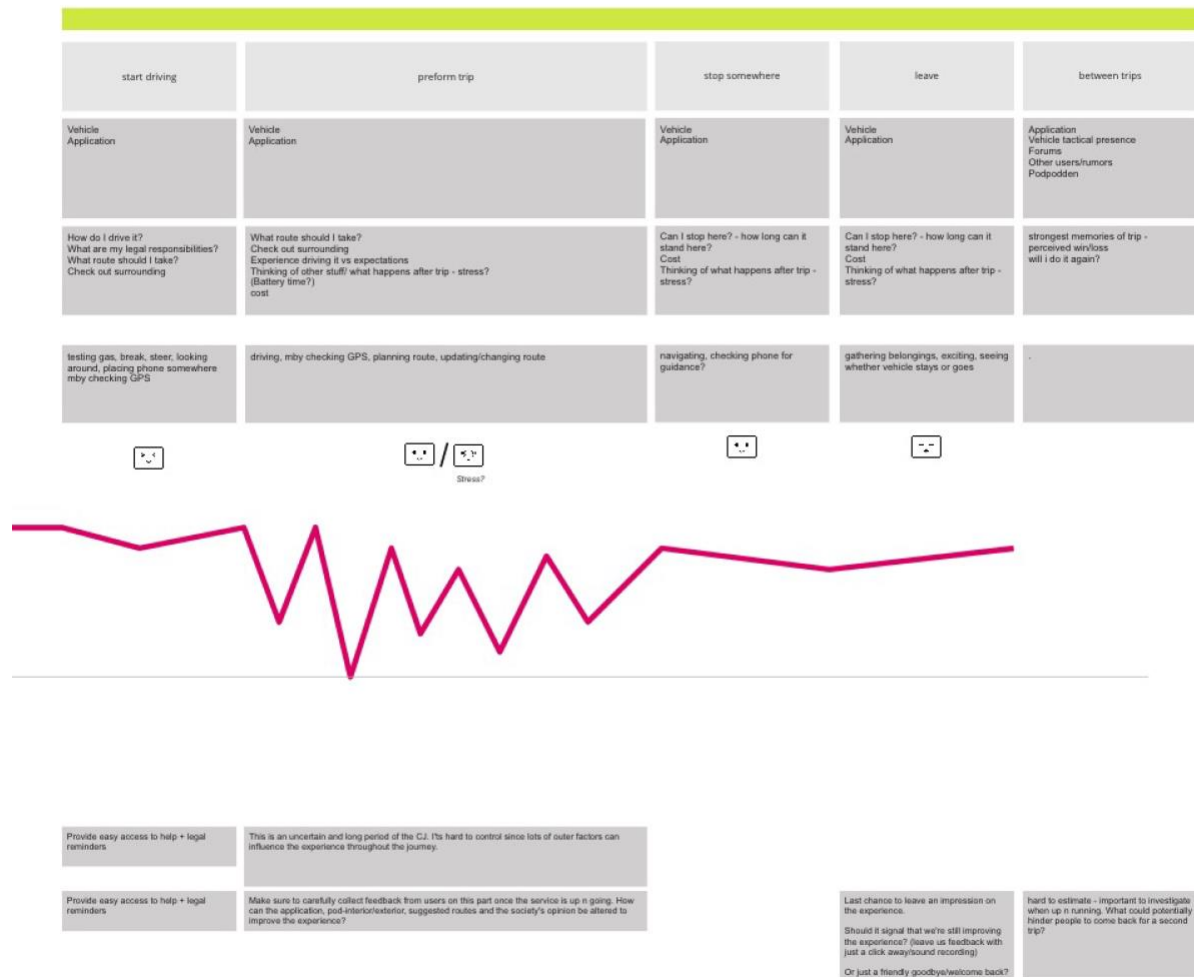 start driving
preform trip
stop somewhere
leave
between trips
Vehicle
Application
Vehicle
Application
Vehicle
Application
Vehicle
Application
Application
Vehicle tactical presence
Forums
Other users/rumors
Podpodden
How do I drive it?
What are my legal responsibilities?
What route should I take?
Check out surrounding
What route should I take?
Check out surrounding
Experience driving it vs expectations
Thinking of other stuff/ what happens after trip - stress?
(Battery time?)
cost
Can I stop here? - how long can it
stand here?
Cost
Thinking of what happens after trip -
stress?
Can I stop here? - how long can it
stand here?
Cost
Thinking of what happens after trip -
stress?
strongest memories of trip -
perceived win/loss
will i do it again?
testing gas, break, steer, looking
around, placing phone somewhere
mby checking GPS
driving, mby checking GPS, planning route, updating/changing route
navigating, checking phone for
guidance?
gathering belongings, exciting, seeing
whether vehicle stays or goes
.
/
Stress?
Provide easy access to help + legal
reminders
This is an uncertain and long period of the CJ. I'ts hard to control since lots of outer factors can
influence the experience throughout the journey.
Provide easy access to help + legal
reminders
Make sure to carefully collect feedback from users on this part once the service is up n going. How
can the application, pod-interior/exterior, suggested routes and the society's opinion be altered to
improve the experience?
Last chance to leave an impression on
the experience.
Should it signal that we're still improving
the experience? (leave us feedback with
just a click away/sound recording)
Or just a friendly goodbye/welcome back?
hard to estimate - important to investigate
when up n running. What could potentially
hinder people to come back for a second
trip?